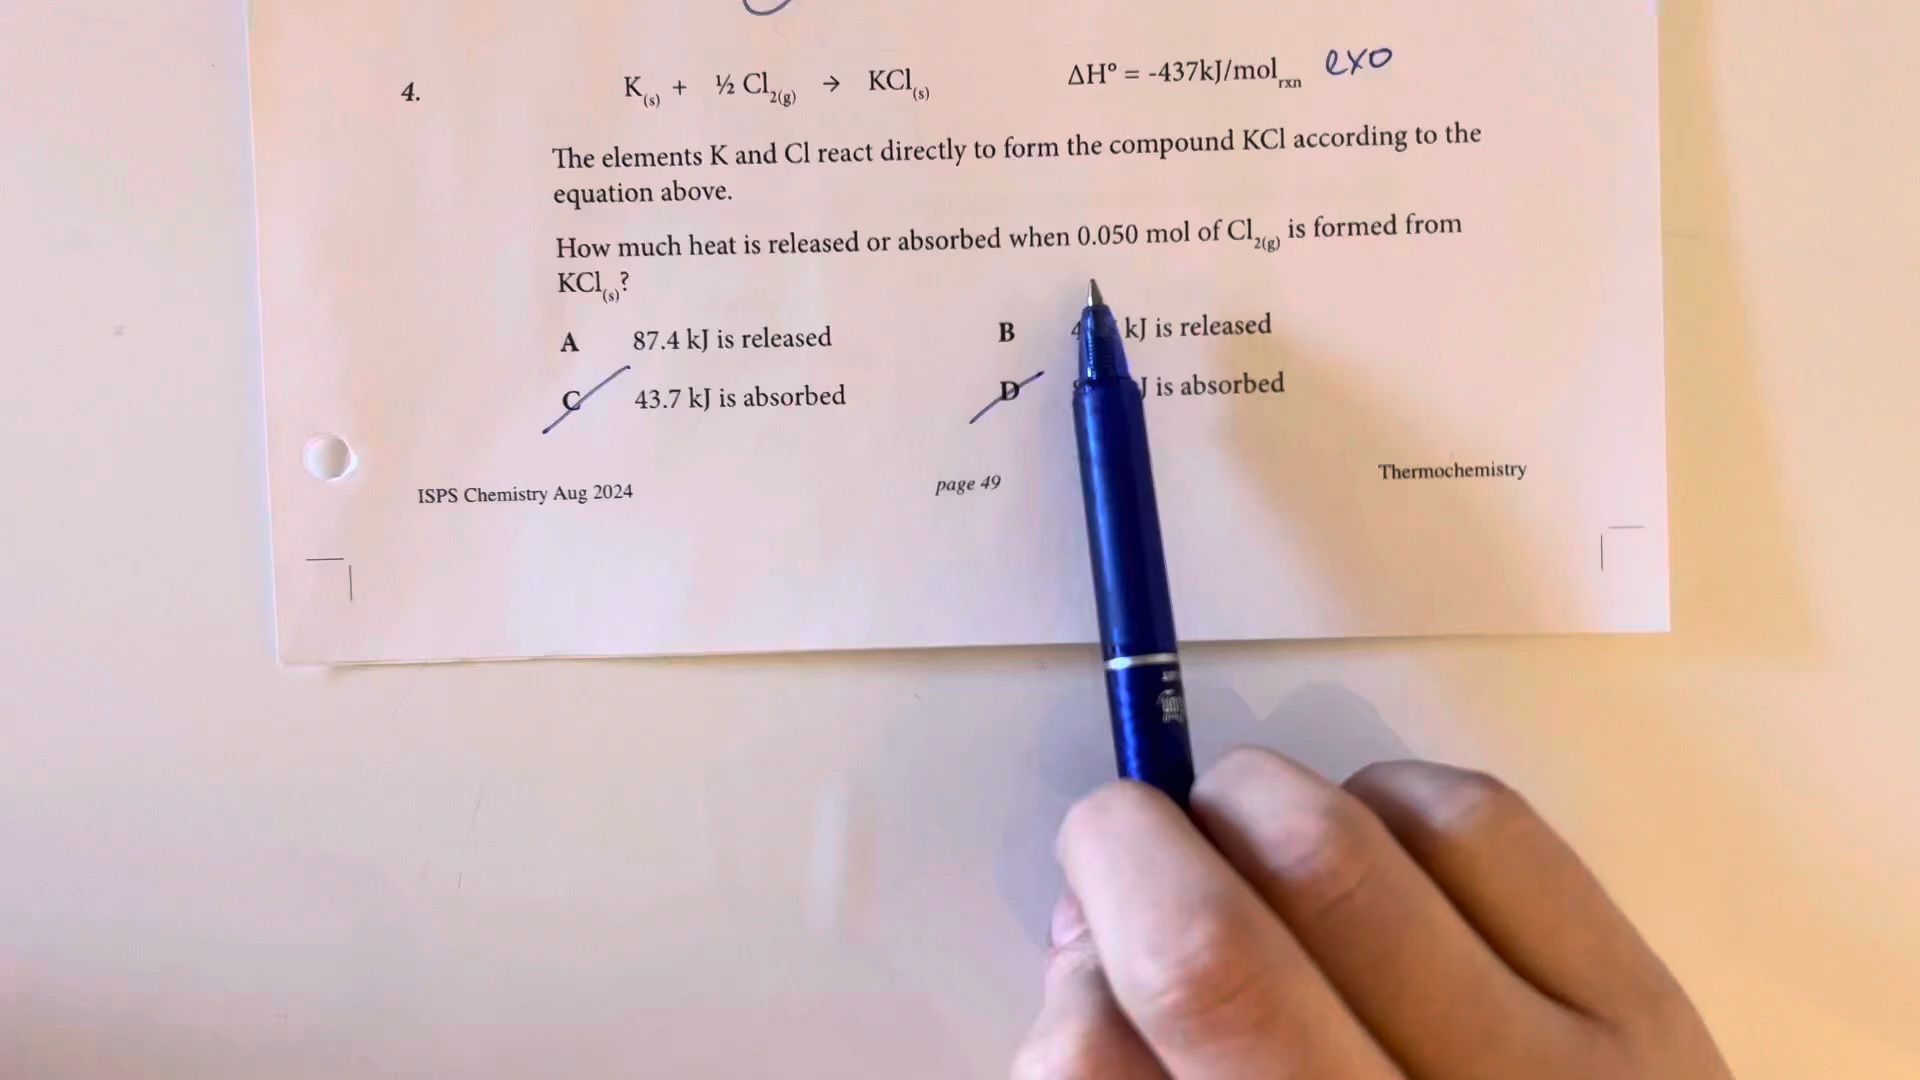 4. K(s) + ½ Cl2(g) → KCl(s) ΔH° = -437kJ/molrxn exo
The elements K and Cl react directly to form the compound KCl according to the
equation above.
How much heat is released or absorbed when 0.050 mol of Cl2(g) is formed from
KCl(s)?
A 87.4 kJ is released B kJ is released
C 43.7 kJ is absorbed D J is absorbed
ISPS Chemistry Aug 2024 page 49 Thermochemistry